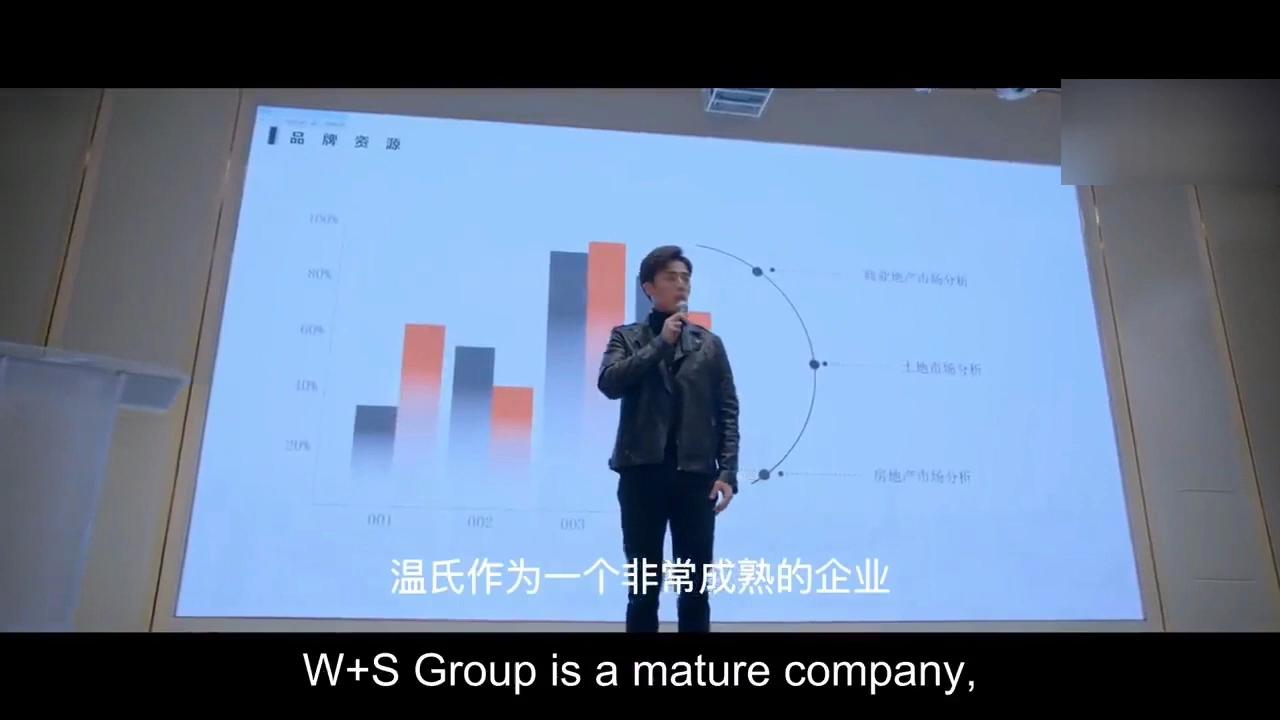 品牌资源
100%
80%
60%
40%
20%
001
002
003
商业地产市场分析
土地市场分析
房地产市场分析
温氏作为一个非常成熟的企业
W+S Group is a mature company,